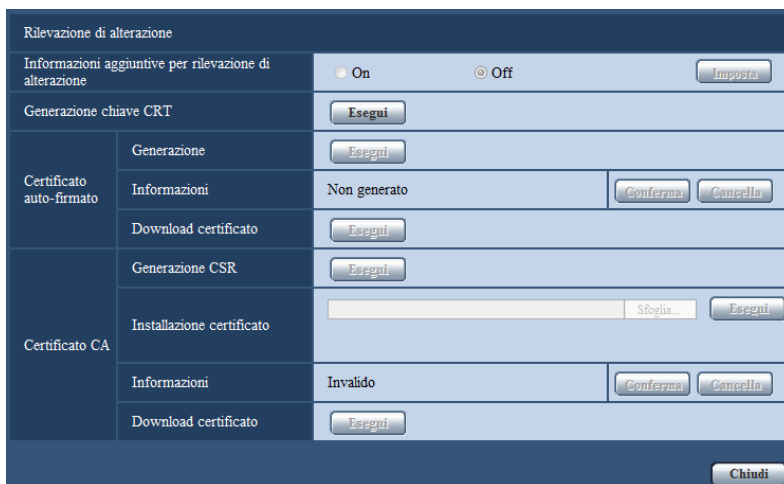 Rilevazione di alterazione
Informazioni aggiuntive per rilevazione di
alterazione
On
Off
Imposta
Generazione chiave CRT
Esegui
Certificato
auto-firmato
Generazione
Esegui
Informazioni
Non generato
Conferma
Cancella
Download certificato
Esegui
Certificato CA
Generazione CSR
Esegui
Installazione certificato
Sfoglia...
Esegui
Informazioni
Invalido
Conferma
Cancella
Download certificato
Esegui
Chiudi